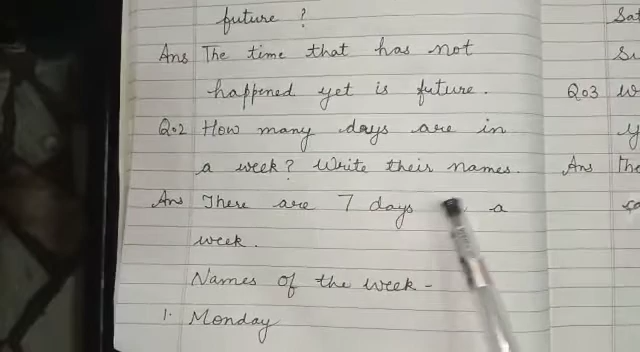 future ?
Ans The time that has not
happened yet is future.
Q.2 How many days are in
a week? Write their names.
Ans There are 7 days a
week.
Names of the week -
1. Monday
Sat
Q.3
Ans